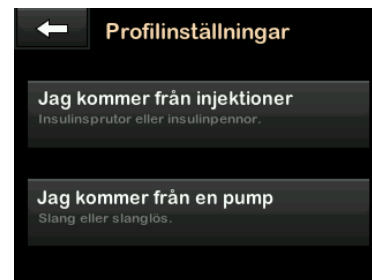 Profilinställningar
Jag kommer från injektioner
Insulinsprutor eller insulinpennor.
Jag kommer från en pump
Slang eller slanglös.